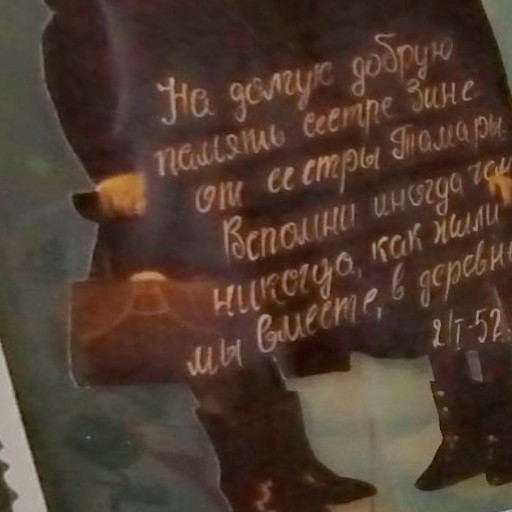 На долгую добрую
память сестре Зине
от сестры Тамары.
Вспомни иногда чем
никогда, как жили
мы вместе, в деревне
2/I-52.